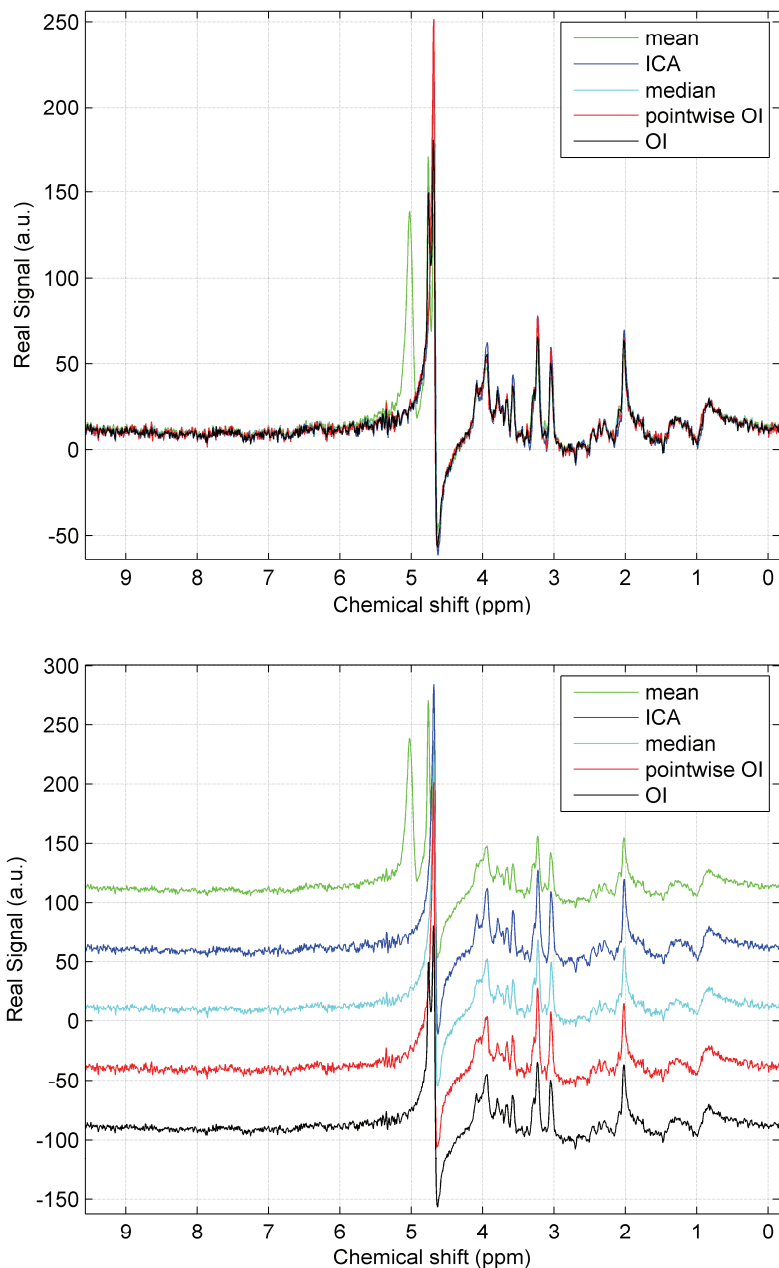 250
200
150
100
50
0
-50
Real Signal (a.u.)
mean
ICA
median
pointwise OI
OI
9 8 7 6 5 4 3 2 1 0
Chemical shift (ppm)
300
250
200
150
100
50
0
-50
-100
-150
Real Signal (a.u.)
mean
ICA
median
pointwise OI
OI
9 8 7 6 5 4 3 2 1 0
Chemical shift (ppm)